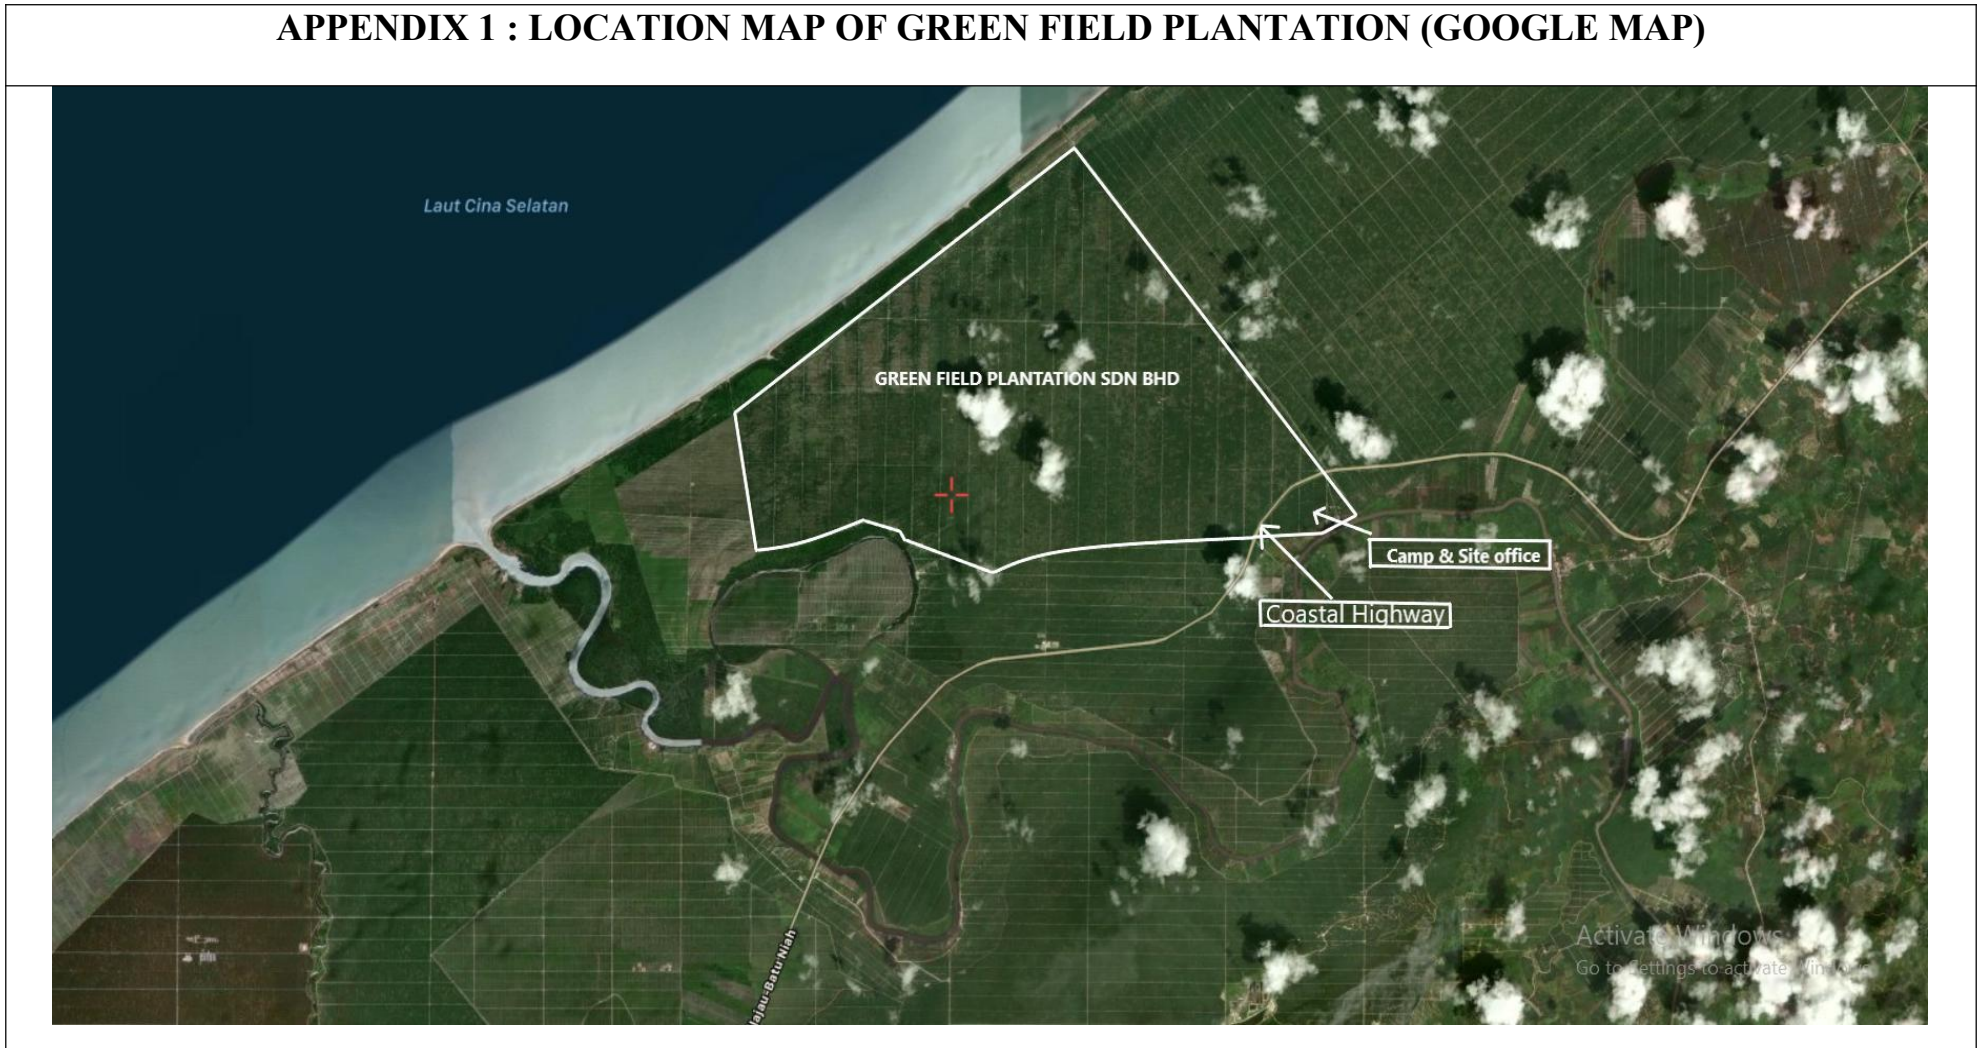 APPENDIX 1 : LOCATION MAP OF GREEN FIELD PLANTATION (GOOGLE MAP)
Laut Cina Selatan
GREEN FIELD PLANTATION SDN BHD
Camp & Site office
Coastal Highway
Activate Windows
Go to Settings to activate Windows